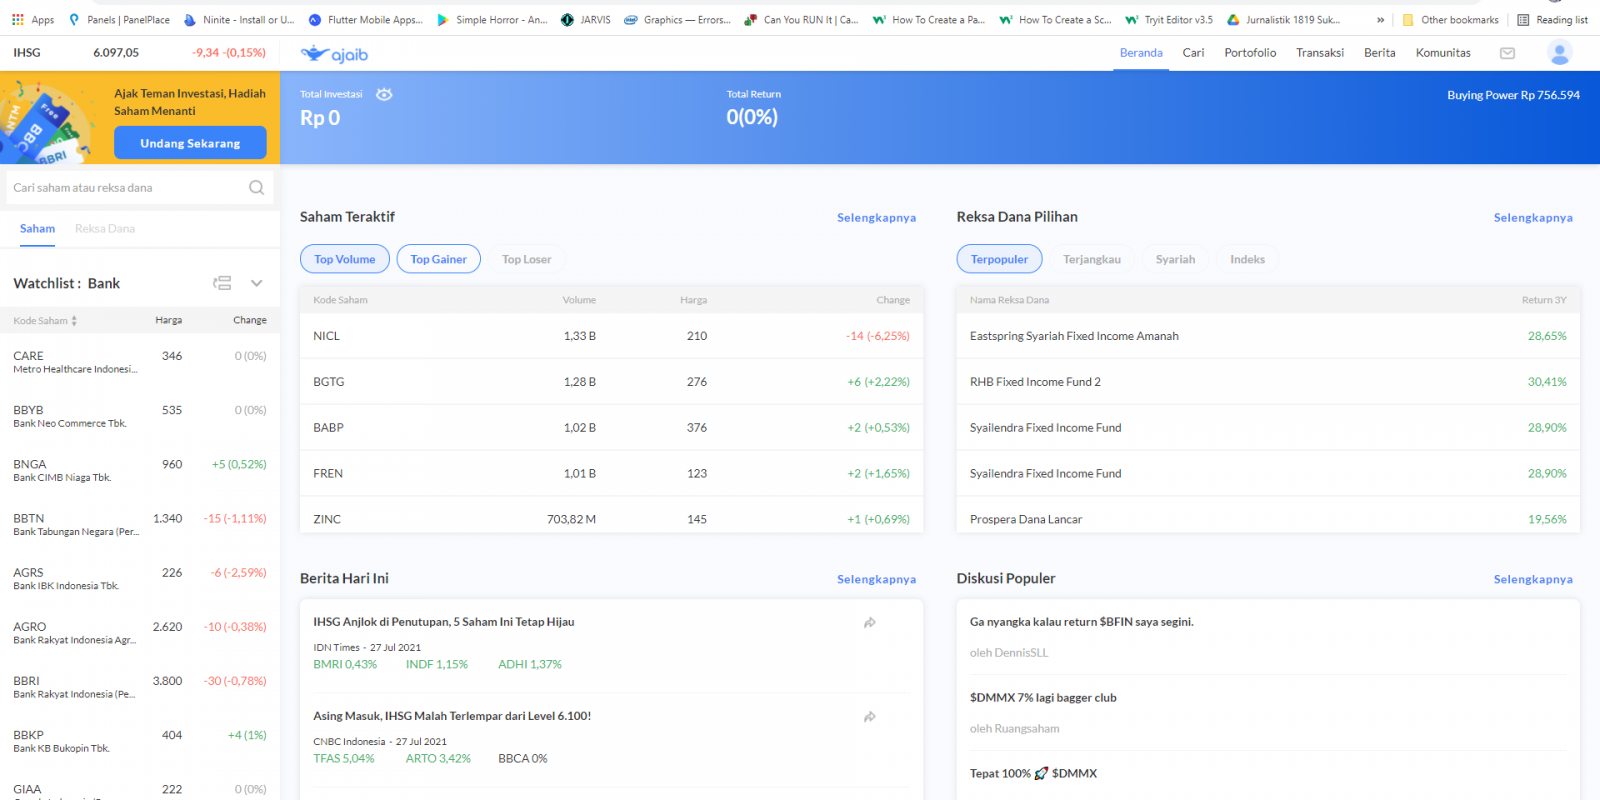 Apps
Panels | PanelPlace
Ninite - Install or U...
Flutter Mobile Apps...
Simple Horror - An...
JARVIS
Graphics — Errors...
Can You RUN It | Ca...
How To Create a Pa...
How To Create a Sc...
Tryit Editor v3.5
Jurnalistik 1819 Suk...
»
Other bookmarks
Reading list
IHSG 6.097,05 -9,34 -(0,15%)
ajaib
Beranda Cari Portofolio Transaksi Berita Komunitas
Ajak Teman Investasi, Hadiah
Saham Menanti
Undang Sekarang
Free
BBRI
Total Investasi
Rp 0
Total Return
0(0%)
Buying Power Rp 756.594
Cari saham atau reksa dana
Saham Reksa Dana
Watchlist : Bank
Kode Saham Harga Change
CARE 346 0 (0%)
Metro Healthcare Indonesi...
BBYB 535 0 (0%)
Bank Neo Commerce Tbk.
BNGA 960 +5 (0,52%)
Bank CIMB Niaga Tbk.
BBTN 1.340 -15 (-1,11%)
Bank Tabungan Negara (Per...
AGRS 226 -6 (-2,59%)
Bank IBK Indonesia Tbk.
AGRO 2.620 -10 (-0,38%)
Bank Rakyat Indonesia Agr...
BBRI 3.800 -30 (-0,78%)
Bank Rakyat Indonesia (Pe...
BBKP 404 +4 (1%)
Bank KB Bukopin Tbk.
GIAA 222 0 (0%)
Saham Teraktif Selengkapnya
Top Volume Top Gainer Top Loser
Kode Saham Volume Harga Change
NICL 1,33 B 210 -14 (-6,25%)
BGTG 1,28 B 276 +6 (+2,22%)
BABP 1,02 B 376 +2 (+0,53%)
FREN 1,01 B 123 +2 (+1,65%)
ZINC 703,82 M 145 +1 (+0,69%)
Reksa Dana Pilihan Selengkapnya
Terpopuler Terjangkau Syariah Indeks
Nama Reksa Dana Return 3Y
Eastspring Syariah Fixed Income Amanah 28,65%
RHB Fixed Income Fund 2 30,41%
Syailendra Fixed Income Fund 28,90%
Syailendra Fixed Income Fund 28,90%
Prospera Dana Lancar 19,56%
Berita Hari Ini Selengkapnya
IHSG Anjlok di Penutupan, 5 Saham Ini Tetap Hijau
IDN Times - 27 Jul 2021
BMRI 0,43% INDF 1,15% ADHI 1,37%
Asing Masuk, IHSG Malah Terlempar dari Level 6.100!
CNBC Indonesia - 27 Jul 2021
TFAS 5,04% ARTO 3,42% BBCA 0%
Diskusi Populer Selengkapnya
Ga nyangka kalau return $BFIN saya segini.
oleh DennisSLL
$DMMX 7% lagi bagger club
oleh Ruangsaham
Tepat 100% 🚀 $DMMX